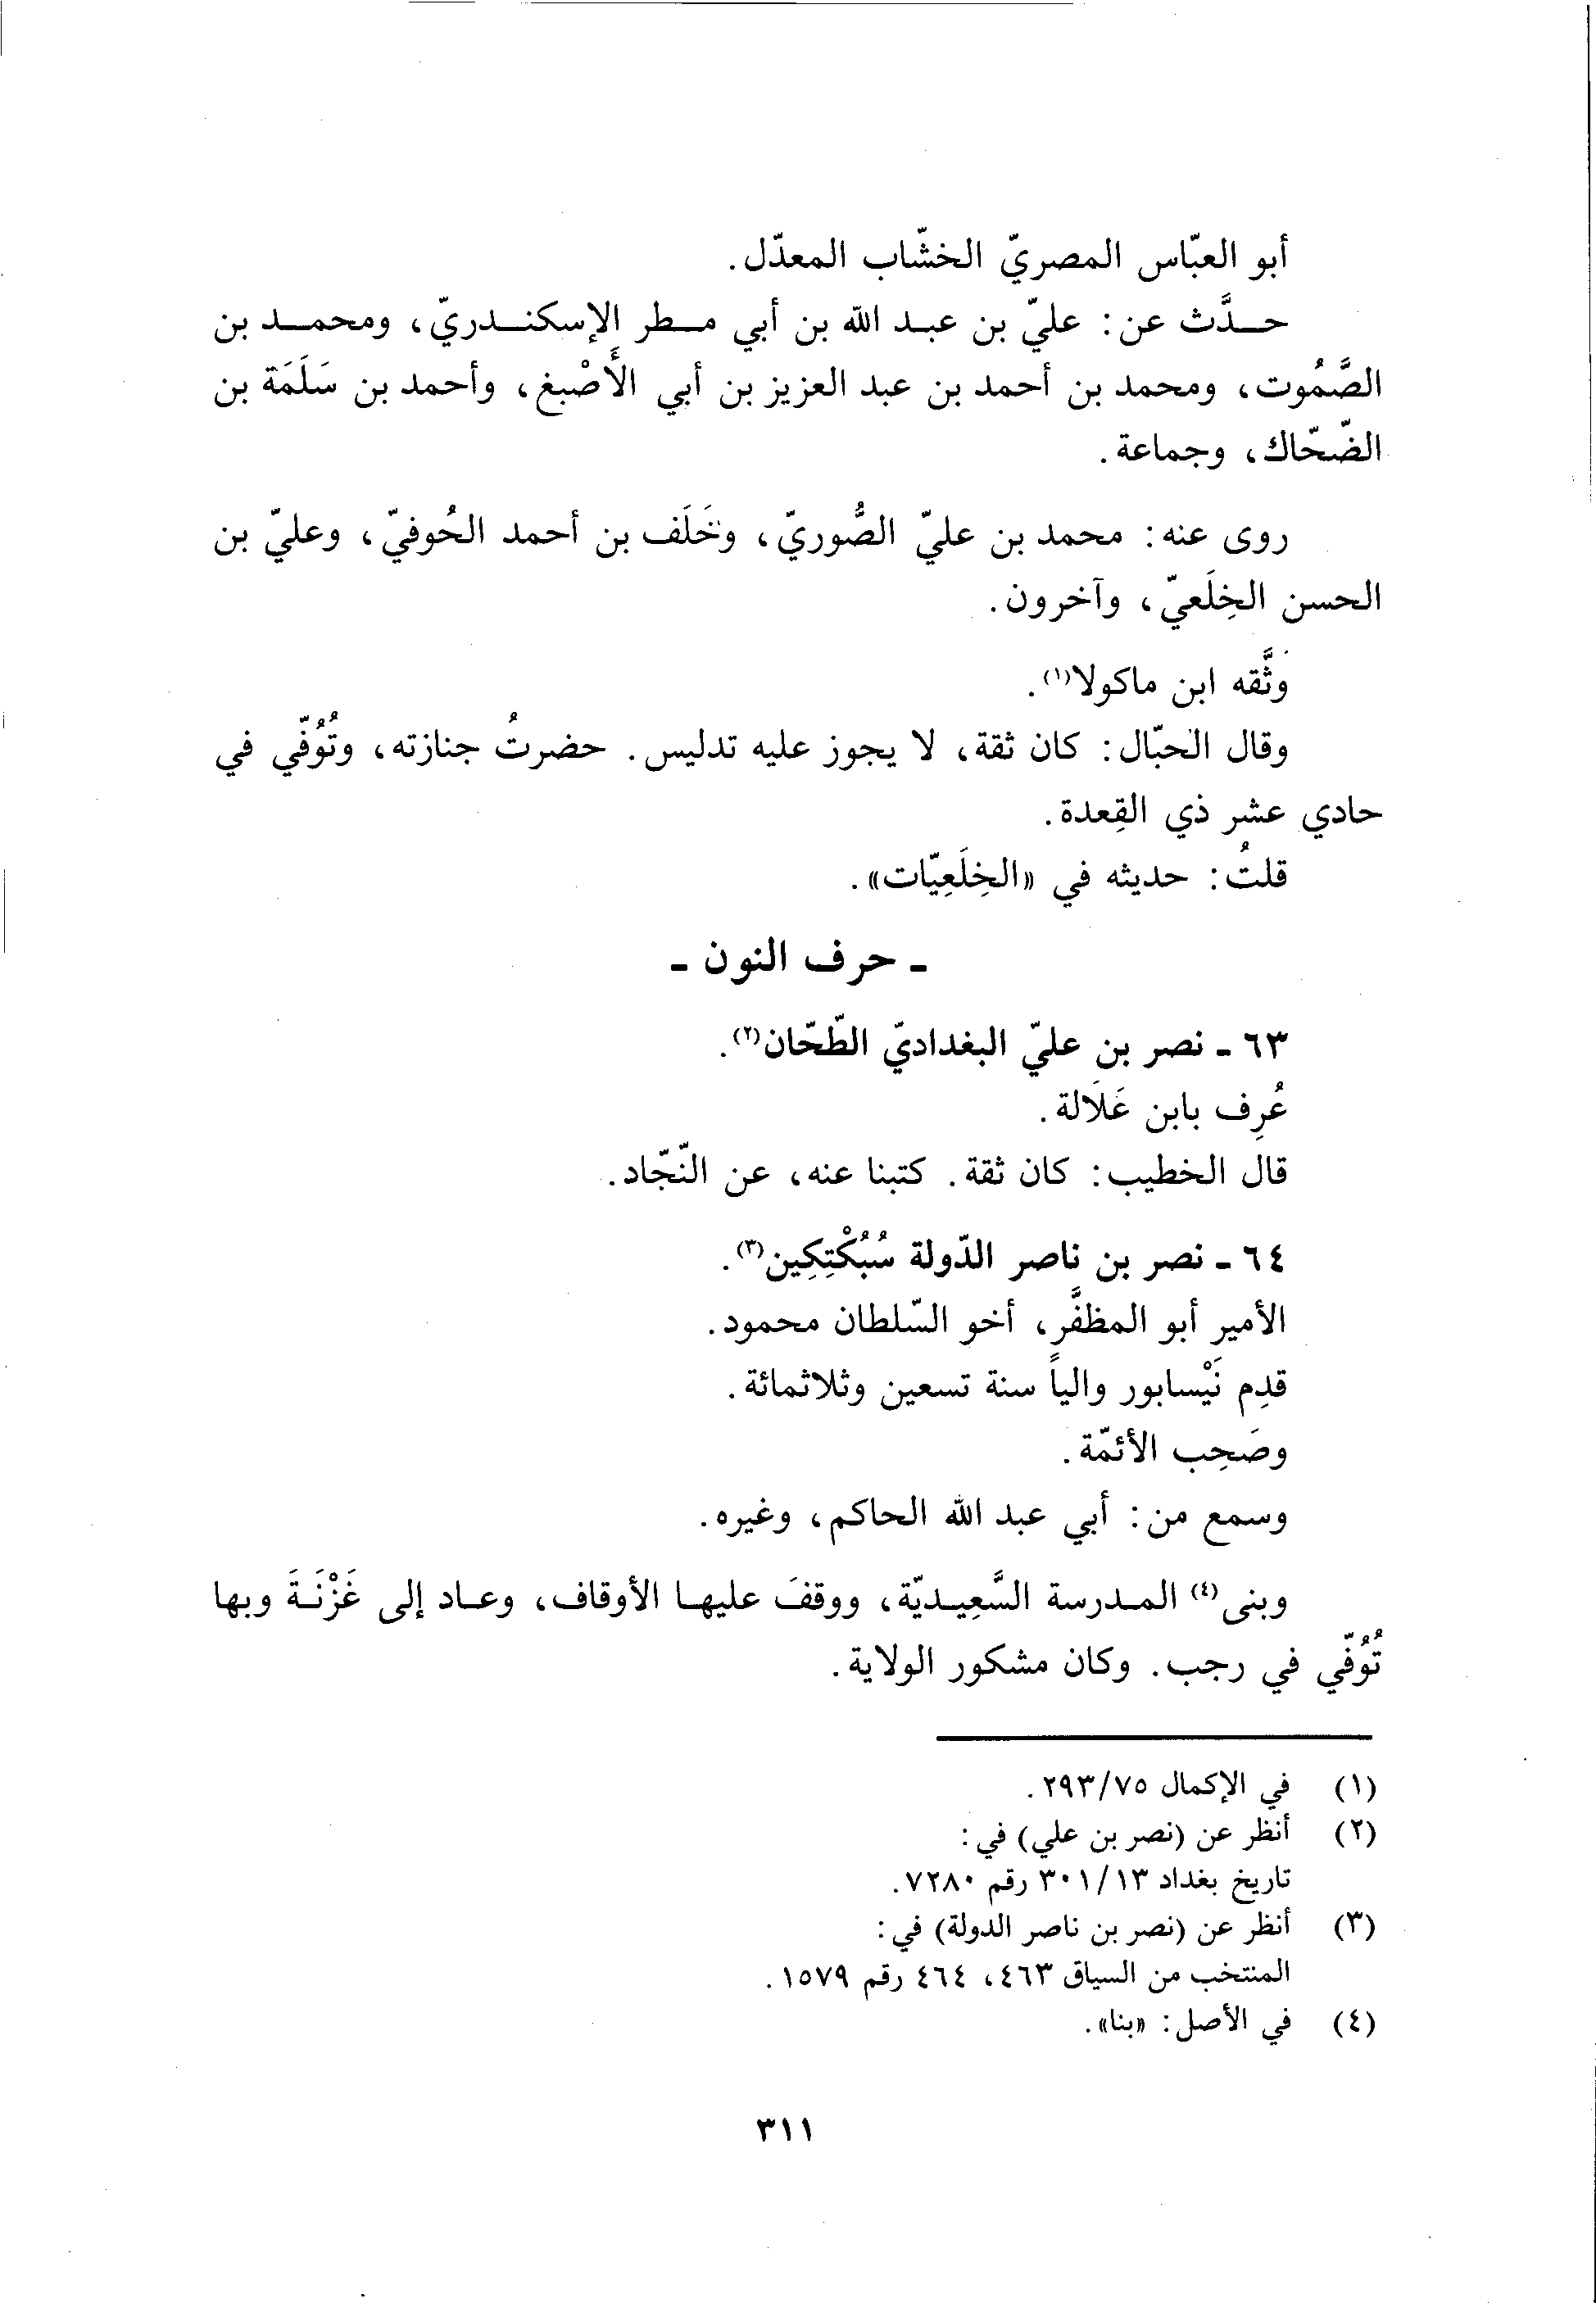 أبو العبّاس المصريّ الخشّاب المعدّل.
حدَّث عن: عليّ بن عبد الله بن أبي مطر الإسكندريّ، ومحمد بن
الصَّمُوت، ومحمد بن أحمد بن عبد العزيز بن أبي الأَصْبغ، وأحمد بن سَلَمَة بن
الضّحّاك، وجماعة.
روى عنه: محمد بن عليّ الصُّوريّ، وخَلَف بن أحمد الحُوفيّ، وعليّ بن
الحسن الخِلَعيّ، وآخرون.
وثَّقه ابن ماكولا(١).
وقال الحبّال: كان ثقة، لا يجوز عليه تدليس. حضرتُ جنازته، وتُوُفّي في
حادي عشر ذي القِعدة.
قلتُ: حديثه في «الخِلَعِيّات».
- حرف النون -
٦٣ - نصر بن عليّ البغداديّ الطّحّان(٢).
عُرِف بابن عَلَالة.
قال الخطيب: كان ثقة. كتبنا عنه، عن النّجّاد.
٦٤ - نصر بن ناصر الدّولة سُبُكْتِكِين(٣).
الأمير أبو المظفَّر، أخو السّلطان محمود.
قدِم نَيْسابور والياً سنة تسعين وثلاثمائة.
وصَحِب الأئمّة.
وسمع من: أبي عبد الله الحاكم، وغيره.
وبنى(٤) المدرسة السَّعِيديّة، ووقفَ عليها الأوقاف، وعاد إلى غَزْنَةَ وبها
تُوُفّي في رجب. وكان مشكور الولاية.
(١) في الإكمال ٢٩٣/٧٥.
(٢) أنظر عن (نصر بن علي) في:
تاريخ بغداد ٣٠١/١٣ رقم ٧٢٨٠.
(٣) أنظر عن (نصر بن ناصر الدولة) في:
المنتخب من السياق ٤٦٣، ٤٦٤ رقم ١٥٧٩.
(٤) في الأصل: «بنا».
٣١١